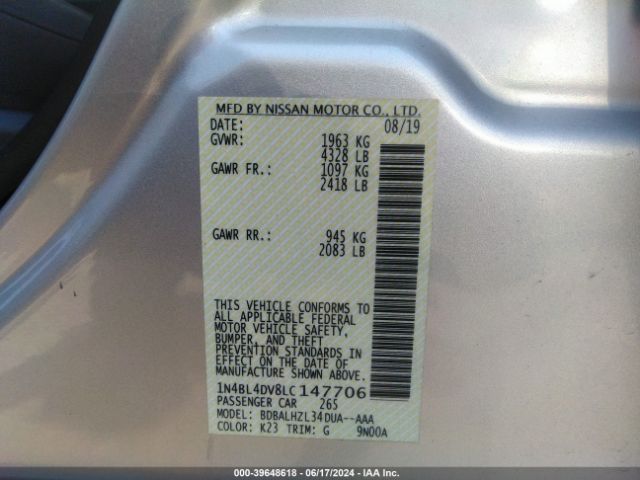 MFD BY NISSAN MOTOR CO., LTD.
DATE: 08/19
GVWR: 1963 KG
4328 LB
GAWR FR.: 1097 KG
2418 LB
GAWR RR.: 945 KG
2083 LB
THIS VEHICLE CONFORMS TO
ALL APPLICABLE FEDERAL
MOTOR VEHICLE SAFETY,
BUMPER, AND THEFT
PREVENTION STANDARDS IN
EFFECT ON THE DATE OF
MANUFACTURE SHOWN ABOVE.
1N4BL4DV8LC147706
PASSENGER CAR 265
MODEL: BDBALHZL34DUA--AAA
COLOR: K23 TRIM: G 9N00A
000-39648618 - 06/17/2024 - IAA Inc.